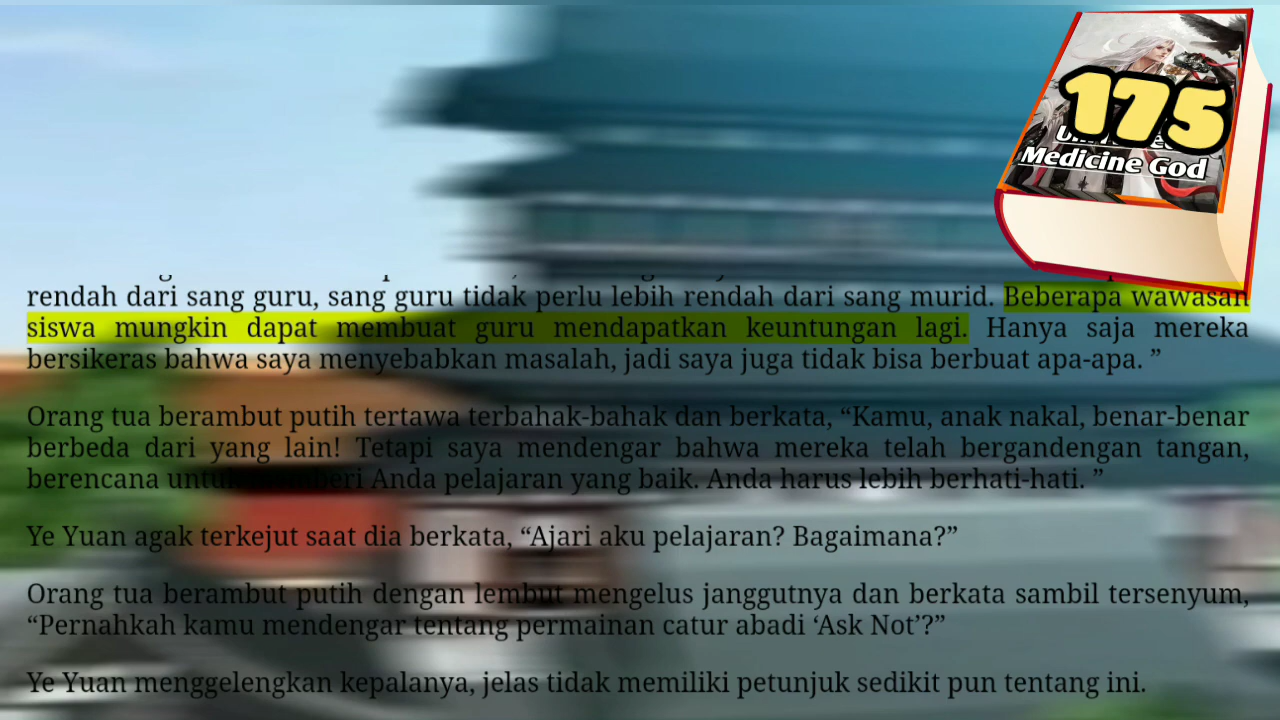 175
Medicine God
rendah dari sang guru, sang guru tidak perlu lebih rendah dari sang murid. Beberapa wawasan
siswa mungkin dapat membuat guru mendapatkan keuntungan lagi. Hanya saja mereka
bersikeras bahwa saya menyebabkan masalah, jadi saya juga tidak bisa berbuat apa-apa. ”
Orang tua berambut putih tertawa terbahak-bahak dan berkata, “Kamu, anak nakal, benar-benar
berbeda dari yang lain! Tetapi saya mendengar bahwa mereka telah bergandengan tangan,
berencana untuk memberi Anda pelajaran yang baik. Anda harus lebih berhati-hati. ”
Ye Yuan agak terkejut saat dia berkata, “Ajari aku pelajaran? Bagaimana?”
Orang tua berambut putih dengan lembut mengelus janggutnya dan berkata sambil tersenyum,
“Pernahkah kamu mendengar tentang permainan catur abadi ‘Ask Not’?”
Ye Yuan menggelengkan kepalanya, jelas tidak memiliki petunjuk sedikit pun tentang ini.